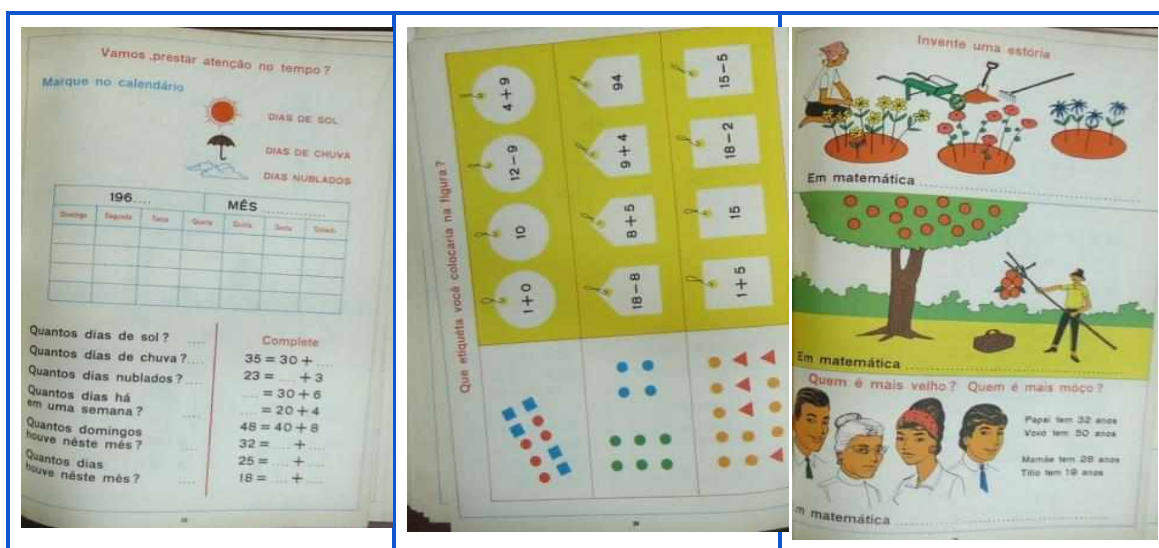 Vamos .prestar atenção no tempo?
Marque no calendário
DIAS DE SOL
DIAS DE CHUVA
DIAS NUBLADOS
196.... MÊS ............
Domingo Segunda Terca Quarta Quinta Sexta Sabado
Quantos dias de sol? ....
Quantos dias de chuva? ....
Quantos dias nublados? ....
Quantos dias há
em uma semana? ....
Quantos domingos
houve nêste mês? ....
Quantos dias
houve nêste mês? ....
Complete
35 = 30 + ....
23 = .... + 3
.... = 30 + 6
.... = 20 + 4
48 = 40 + 8
32 = .... + ....
25 = .... + ....
18 = .... + ....
Que etiquêta você colocaria na figura?
1+0 10 12−9 4+9
18−8 8+5 9+4 94
1+5 15 18−2 15−5
Invente uma estória
Em matemática ............
Em matemática ............
Quem é mais velho? Quem é mais môço?
Papai tem 32 anos
Vovó tem 50 anos
Mamãe tem 28 anos
Titio tem 19 anos
m matemática ............